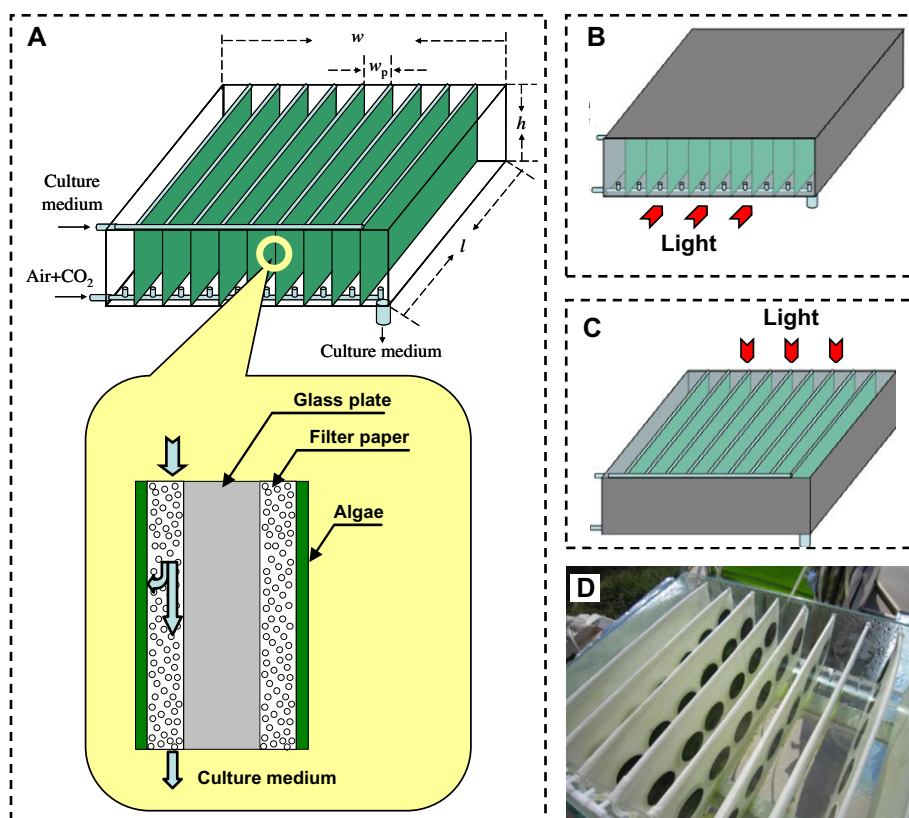 A
w
w_p
h
l
Culture
medium
Air+CO₂
Culture medium
Glass plate
Filter paper
Algae
Culture medium
B
Light
C
Light
D